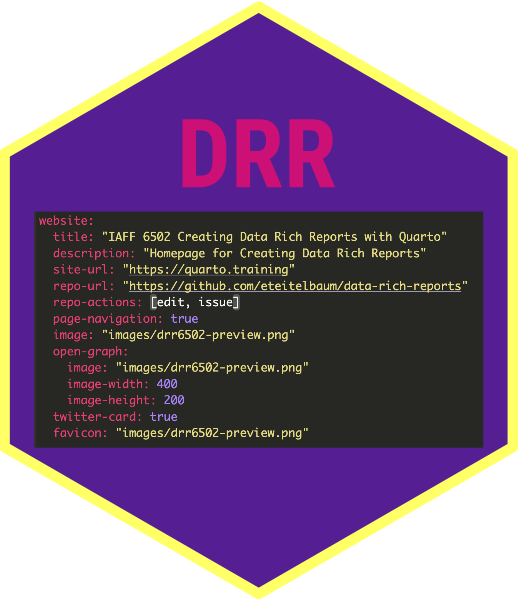 DRR
website:
  title: "IAFF 6502 Creating Data Rich Reports with Quarto"
  description: "Homepage for Creating Data Rich Reports"
  site-url: "https://quarto.training"
  repo-url: "https://github.com/eteitelbaum/data-rich-reports"
  repo-actions: [edit, issue]
  page-navigation: true
  image: "images/drr6502-preview.png"
  open-graph:
    image: "images/drr6502-preview.png"
    image-width: 400
    image-height: 200
  twitter-card: true
  favicon: "images/drr6502-preview.png"